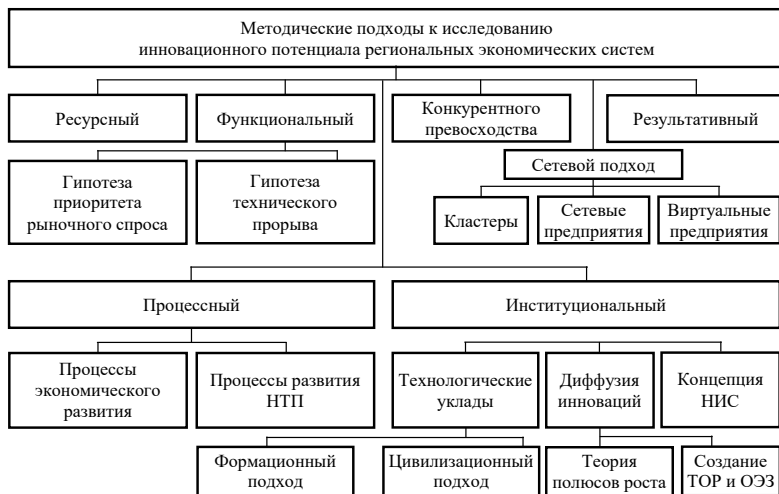 Методические подходы к исследованию
инновационного потенциала региональных экономических систем
Ресурсный
Функциональный
Конкурентного
превосходства
Результативный
Сетевой подход
Гипотеза
приоритета
рыночного спроса
Гипотеза
технического
прорыва
Кластеры
Сетевые
предприятия
Виртуальные
предприятия
Процессный
Институциональный
Процессы
экономического
развития
Процессы развития
НТП
Технологические
уклады
Диффузия
инноваций
Концепция
НИС
Формационный
подход
Цивилизационный
подход
Теория
полюсов роста
Создание
ТОР и ОЭЗ